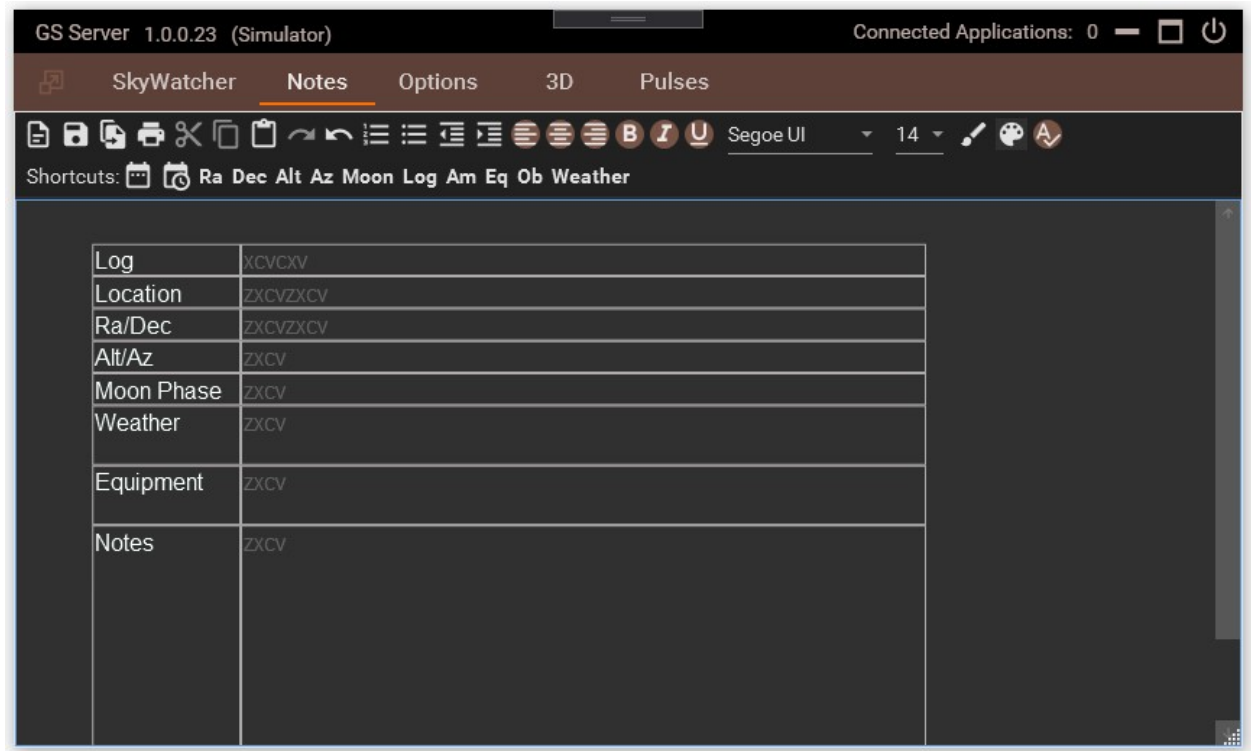 GS Server 1.0.0.23 (Simulator) Connected Applications: 0
SkyWatcher Notes Options 3D Pulses
B I U Segoe UI 14 A
Shortcuts: Ra Dec Alt Az Moon Log Am Eq Ob Weather
Log xcvcxv
Location zxcvzxcv
Ra/Dec zxcvzxcv
Alt/Az zxcv
Moon Phase zxcv
Weather zxcv
Equipment zxcv
Notes zxcv